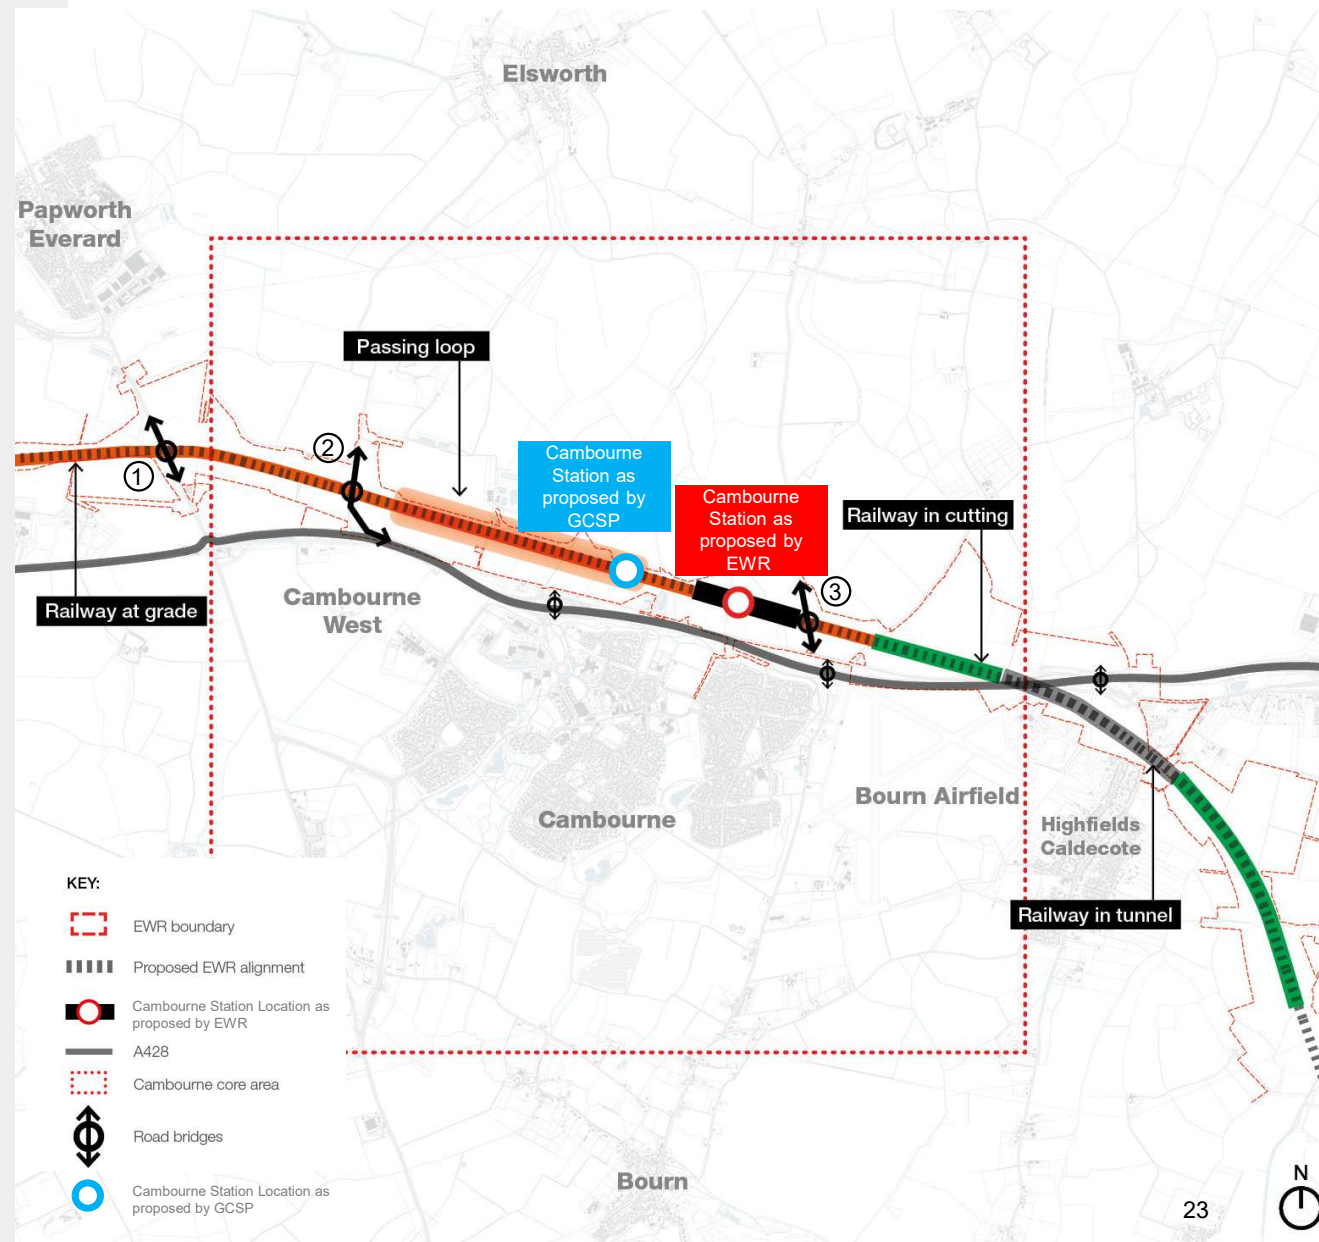 Elsworth
Papworth
Everard
Passing loop
②
①
Cambourne
Station as
proposed by
GCSP
Cambourne
Station as
proposed by
EWR
Railway in cutting
③
Railway at grade
Cambourne
West
Cambourne
Bourn Airfield
Highfields
Caldecote
Railway in tunnel
KEY:
EWR boundary
Proposed EWR alignment
Cambourne Station Location as
proposed by EWR
A428
Cambourne core area
Road bridges
Cambourne Station Location as
proposed by GCSP
Bourn
23
N